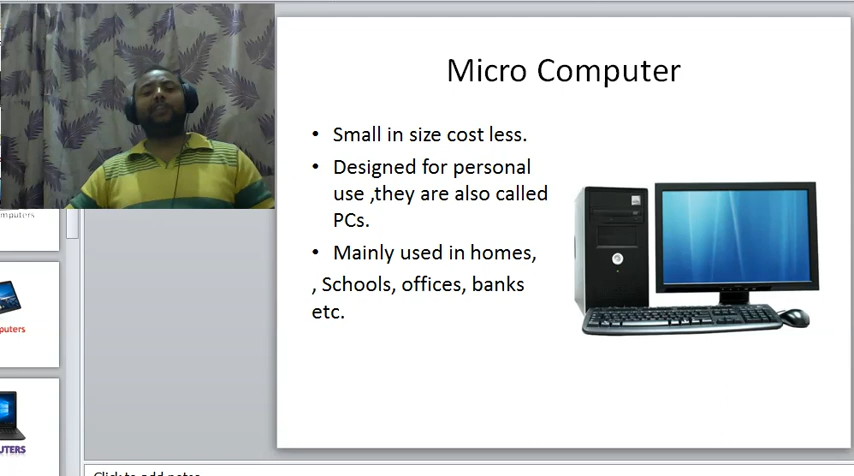 Micro Computer
• Small in size cost less.
• Designed for personal
use ,they are also called
PCs.
• Mainly used in homes,
, Schools, offices, banks
etc.
mputers
puters
UTERS
Click to add notes